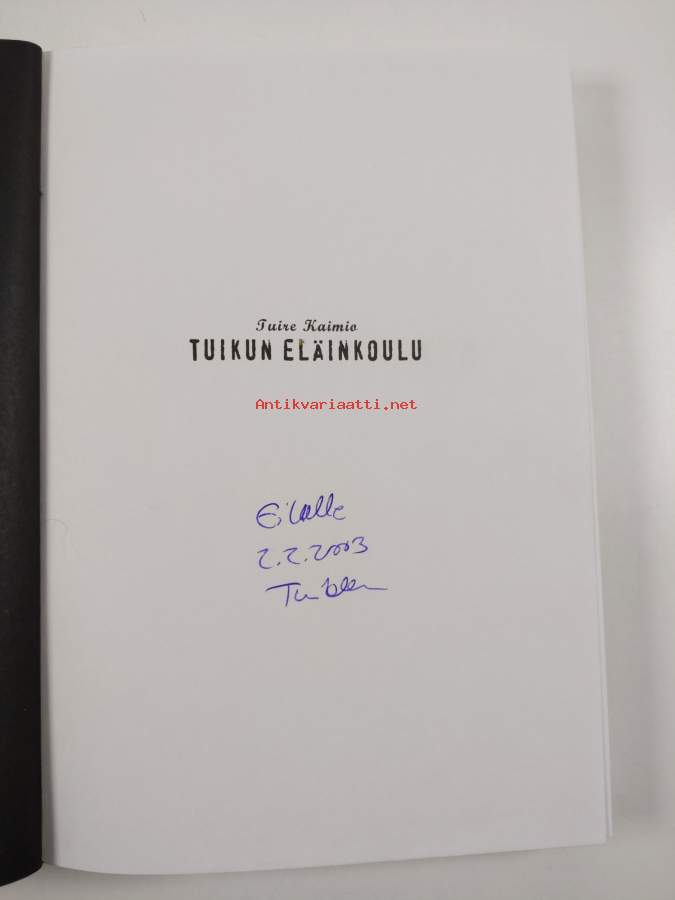 Tuire Kaimio
TUIKUN ELÄINKOULU
Antikvariaatti.net
Eilalle
2.2.2003